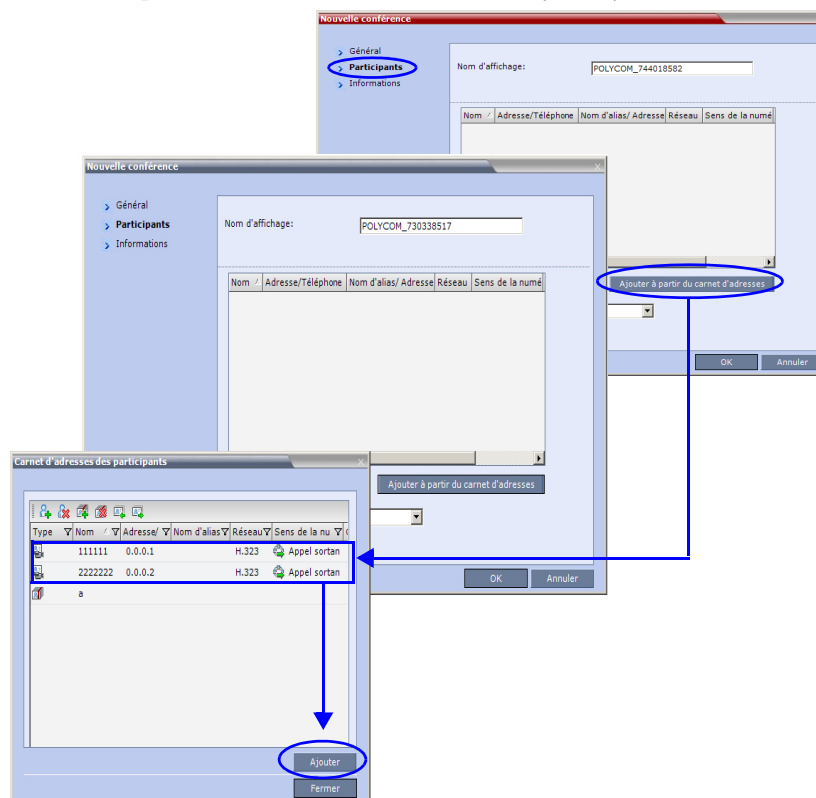 Nouvelle conférence
Général
Participants
Informations
Nom d'affichage:
POLYCOM_744018582
Nom
Adresse/Téléphone
Nom d'alias/ Adresse
Réseau
Sens de la numé
Ajouter à partir du carnet d'adresses
OK
Annuler
Nouvelle conférence
Général
Participants
Informations
Nom d'affichage:
POLYCOM_730338517
Nom
Adresse/Téléphone
Nom d'alias/ Adresse
Réseau
Sens de la numé
Ajouter à partir du carnet d'adresses
OK
Annuler
Carnet d'adresses des participants
Type
Nom
Adresse/
Nom d'alias
Réseau
Sens de la nu
111111 0.0.0.1 H.323 Appel sortan
2222222 0.0.0.2 H.323 Appel sortan
a
Ajouter
Fermer